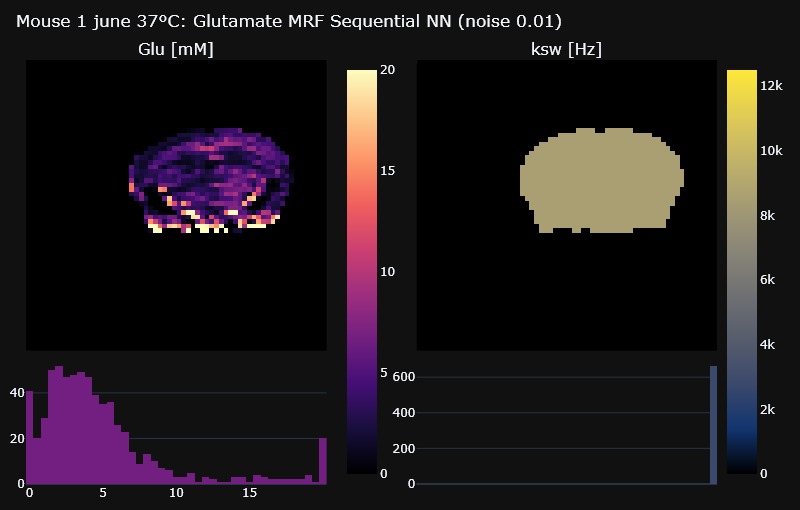 Mouse 1 june 37ºC: Glutamate MRF Sequential NN (noise 0.01)
Glu [mM]
ksw [Hz]
20
15
10
5
0
12k
10k
8k
6k
4k
2k
0
40
20
0
0
5
10
15
600
400
200
0